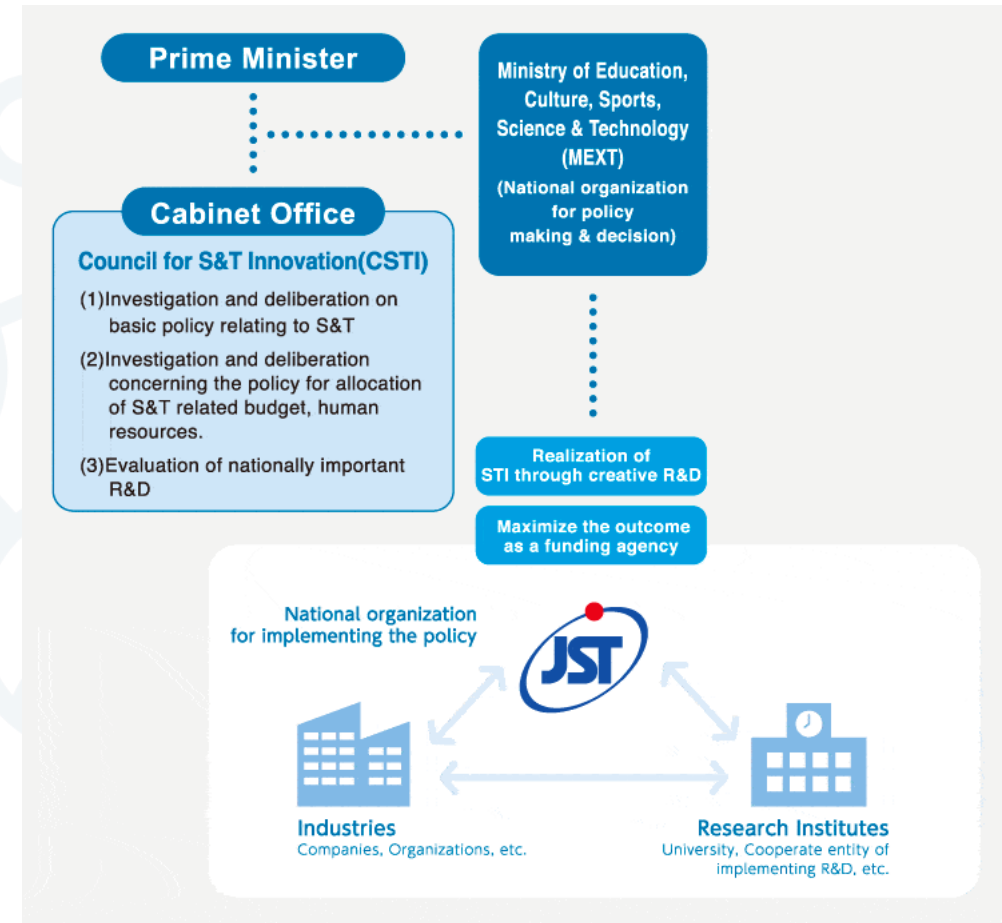 Prime Minister
Ministry of Education,
Culture, Sports,
Science & Technology
(MEXT)
(National organization
for policy
making & decision)
Cabinet Office
Council for S&T Innovation(CSTI)
(1)Investigation and deliberation on
basic policy relating to S&T
(2)Investigation and deliberation
concerning the policy for allocation
of S&T related budget, human
resources.
(3)Evaluation of nationally important
R&D
Realization of
STI through creative R&D
Maximize the outcome
as a funding agency
National organization
for implementing the policy
JST
Industries
Companies, Organizations, etc.
Research Institutes
University, Cooperate entity of
implementing R&D, etc.